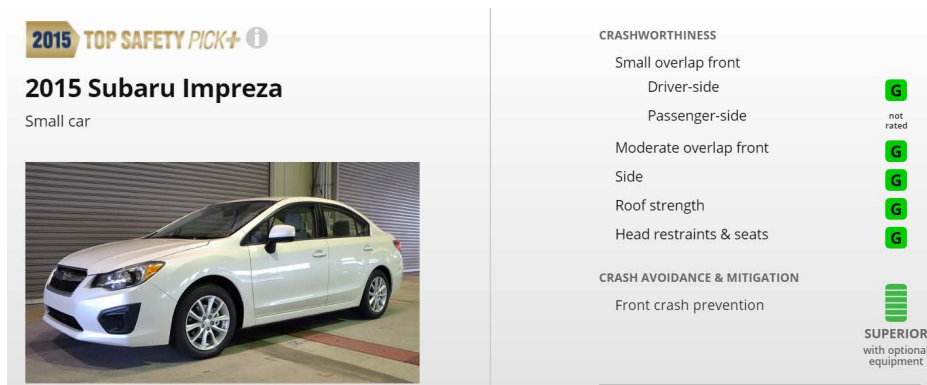 2015 TOP SAFETY PICK+ i
2015 Subaru Impreza
Small car
CRASHWORTHINESS
Small overlap front
Driver-side G
Passenger-side not rated
Moderate overlap front G
Side G
Roof strength G
Head restraints & seats G
CRASH AVOIDANCE & MITIGATION
Front crash prevention
SUPERIOR
with optional
equipment